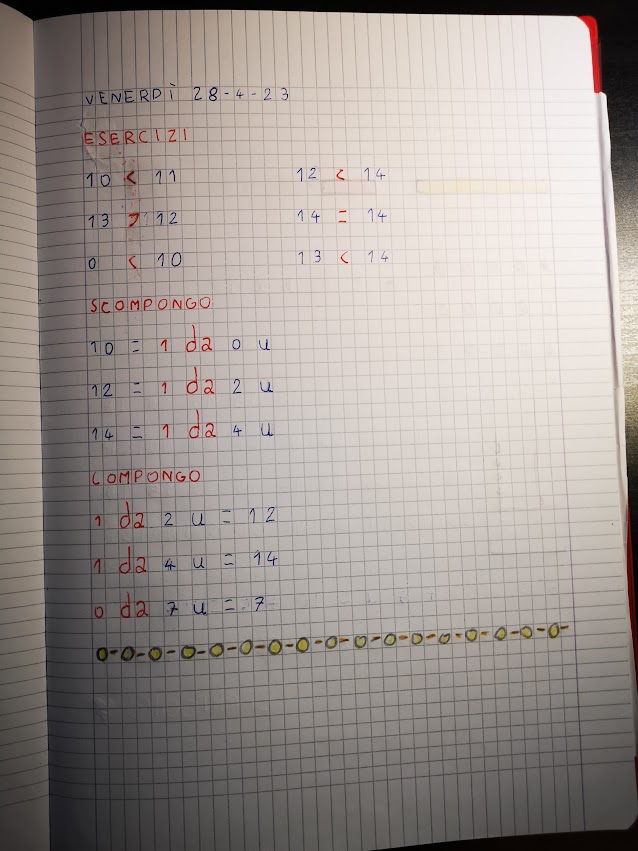 VENERDÌ 28-4-23
ESERCIZI
10 < 11 12 < 14
13 > 12 14 = 14
0 < 10 13 < 14
SCOMPONGO
10 = 1 da 0 u
12 = 1 da 2 u
14 = 1 da 4 u
COMPONGO
1 da 2 u = 12
1 da 4 u = 14
0 da 7 u = 7